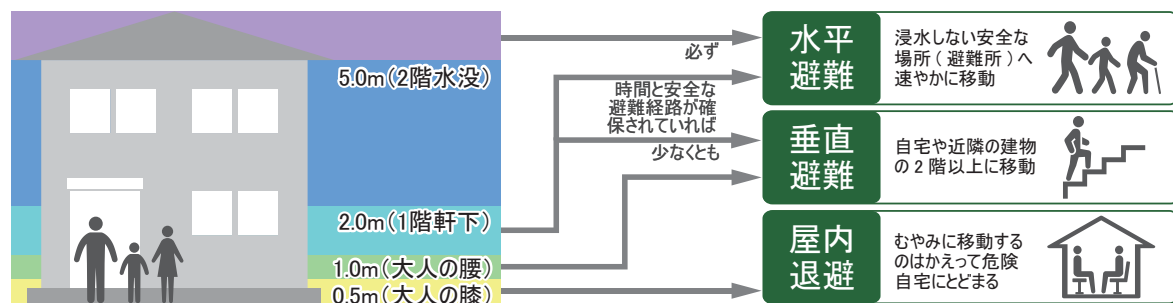 5.0m(2階水没)
2.0m(1階軒下)
1.0m(大人の腰)
0.5m(大人の膝)
必ず
時間と安全な
避難経路が確
保されていれば
少なくとも
水平
避難
浸水しない安全な
場所(避難所)へ
速やかに移動
垂直
避難
自宅や近隣の建物
の2階以上に移動
屋内
退避
むやみに移動する
のはかえって危険
自宅にとどまる